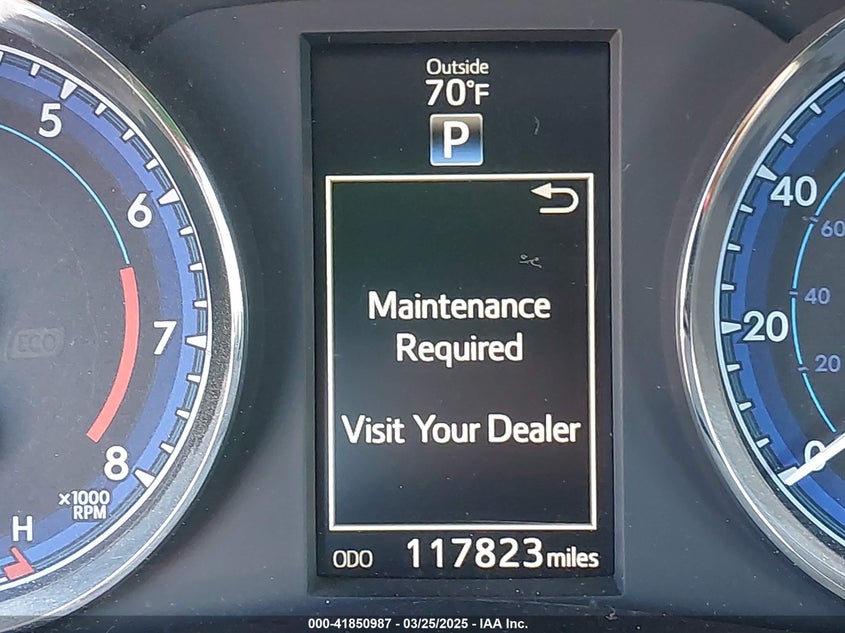 Outside
70°F
P
Maintenance
Required
Visit Your Dealer
ODO 117823 miles
5
6
7
8
x1000
RPM
H
ECO
40
20
0
60
40
20
000-41850987 - 03/25/2025 - IAA Inc.